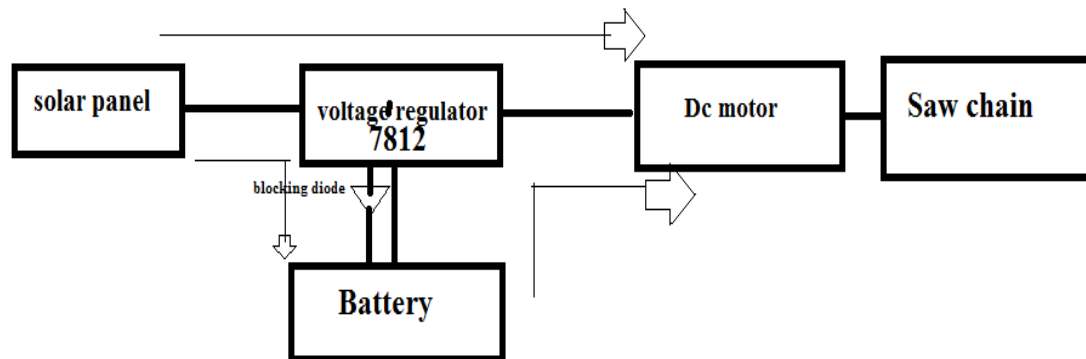 solar panel
voltage regulator
7812
Dc motor
Saw chain
blocking diode
Battery